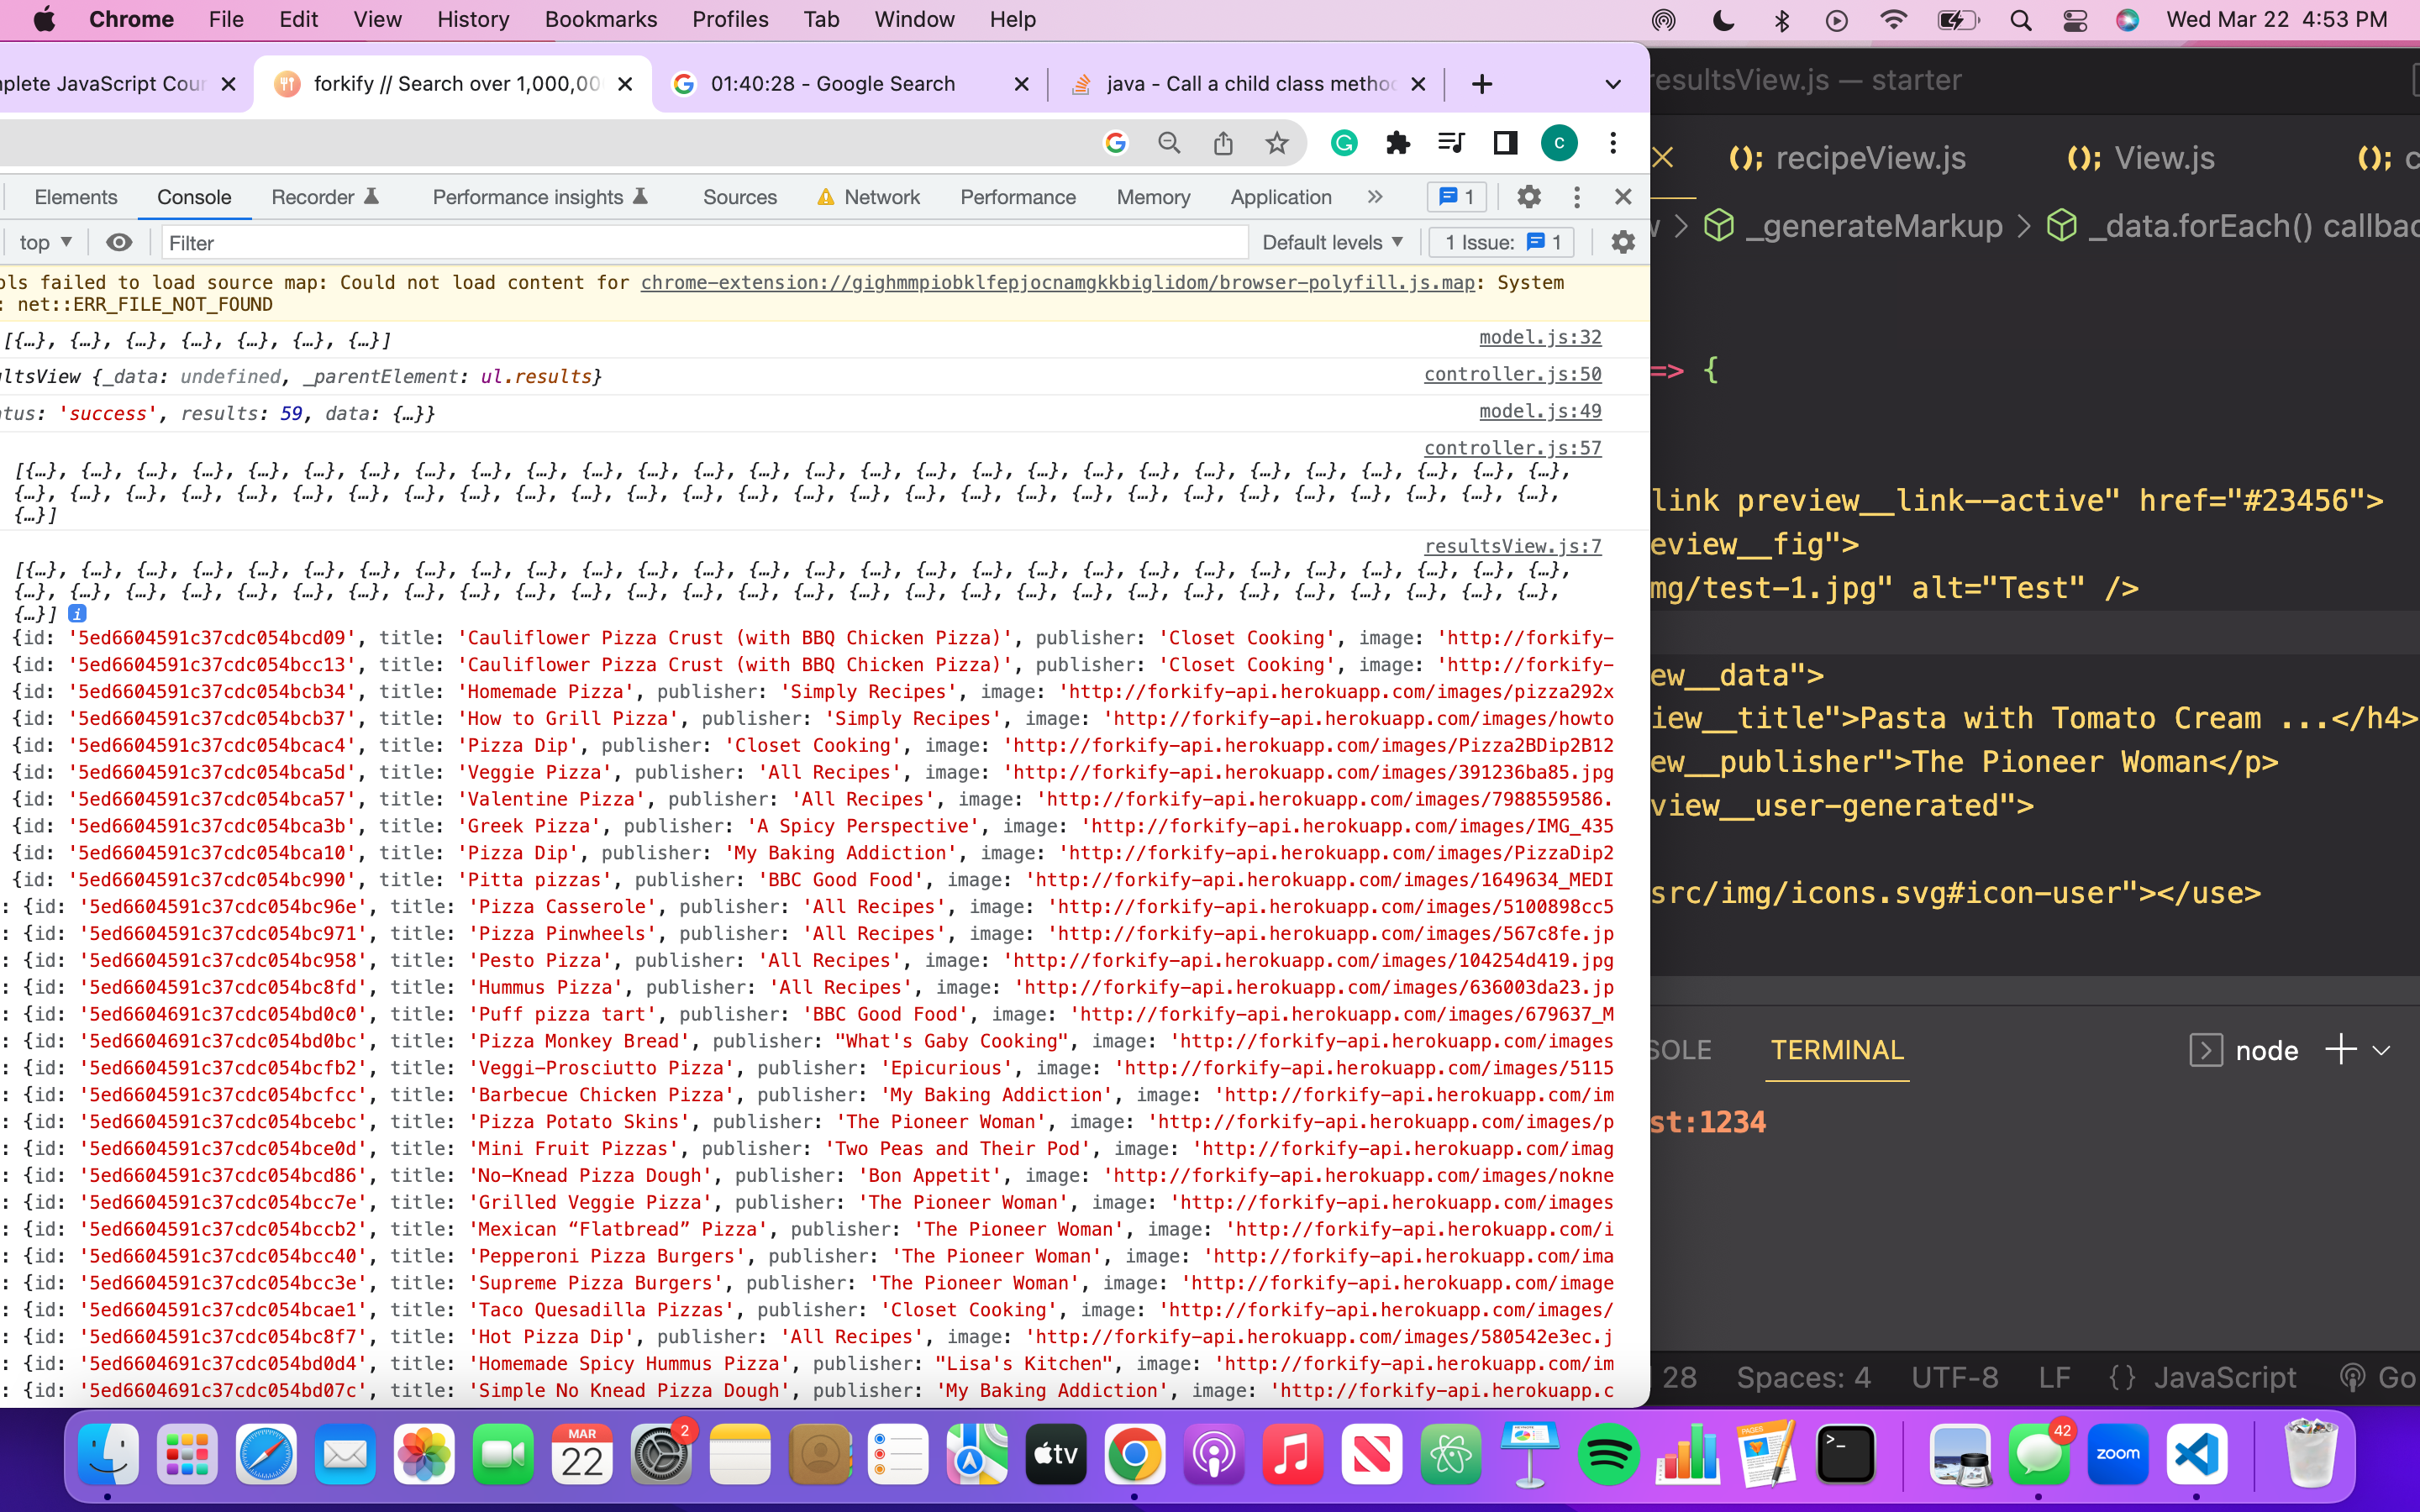 Chrome File Edit View History Bookmarks Profiles Tab Window Help Wed Mar 22 4:53 PM
nplete JavaScript Cour forkify // Search over 1,000,00 01:40:28 - Google Search java - Call a child class metho
resultsView.js — starter
c
recipeView.js View.js
Elements Console Recorder Performance insights Sources Network Performance Memory Application » 1
_generateMarkup > _data.forEach() callbac
top Filter Default levels 1 Issue: 1
ols failed to load source map: Could not load content for chrome-extension://gighmmpiobklfepjocnamgkkbiglidom/browser-polyfill.js.map: System
: net::ERR_FILE_NOT_FOUND
[{…}, {…}, {…}, {…}, {…}, {…}, {…}] model.js:32
ltsView {_data: undefined, _parentElement: ul.results} controller.js:50
=> {
tus: 'success', results: 59, data: {…}} model.js:49
controller.js:57
[{…}, {…}, {…}, {…}, {…}, {…}, {…}, {…}, {…}, {…}, {…}, {…}, {…}, {…}, {…}, {…}, {…}, {…}, {…}, {…}, {…}, {…}, {…}, {…}, {…}, {…}, {…}, {…},
{…}, {…}, {…}, {…}, {…}, {…}, {…}, {…}, {…}, {…}, {…}, {…}, {…}, {…}, {…}, {…}, {…}, {…}, {…}, {…}, {…}, {…}, {…}, {…}, {…}, {…}, {…}, {…},
{…}]
resultsView.js:7
[{…}, {…}, {…}, {…}, {…}, {…}, {…}, {…}, {…}, {…}, {…}, {…}, {…}, {…}, {…}, {…}, {…}, {…}, {…}, {…}, {…}, {…}, {…}, {…}, {…}, {…}, {…}, {…},
{…}, {…}, {…}, {…}, {…}, {…}, {…}, {…}, {…}, {…}, {…}, {…}, {…}, {…}, {…}, {…}, {…}, {…}, {…}, {…}, {…}, {…}, {…}, {…}, {…}, {…}, {…}, {…},
{…}] i
{id: '5ed6604591c37cdc054bcd09', title: 'Cauliflower Pizza Crust (with BBQ Chicken Pizza)', publisher: 'Closet Cooking', image: 'http://forkify-
{id: '5ed6604591c37cdc054bcc13', title: 'Cauliflower Pizza Crust (with BBQ Chicken Pizza)', publisher: 'Closet Cooking', image: 'http://forkify-
{id: '5ed6604591c37cdc054bcb34', title: 'Homemade Pizza', publisher: 'Simply Recipes', image: 'http://forkify-api.herokuapp.com/images/pizza292x
{id: '5ed6604591c37cdc054bcb37', title: 'How to Grill Pizza', publisher: 'Simply Recipes', image: 'http://forkify-api.herokuapp.com/images/howto
{id: '5ed6604591c37cdc054bcac4', title: 'Pizza Dip', publisher: 'Closet Cooking', image: 'http://forkify-api.herokuapp.com/images/Pizza2BDip2B12
{id: '5ed6604591c37cdc054bca5d', title: 'Veggie Pizza', publisher: 'All Recipes', image: 'http://forkify-api.herokuapp.com/images/391236ba85.jpg
{id: '5ed6604591c37cdc054bca57', title: 'Valentine Pizza', publisher: 'All Recipes', image: 'http://forkify-api.herokuapp.com/images/7988559586.
{id: '5ed6604591c37cdc054bca3b', title: 'Greek Pizza', publisher: 'A Spicy Perspective', image: 'http://forkify-api.herokuapp.com/images/IMG_435
{id: '5ed6604591c37cdc054bca10', title: 'Pizza Dip', publisher: 'My Baking Addiction', image: 'http://forkify-api.herokuapp.com/images/PizzaDip2
{id: '5ed6604591c37cdc054bc990', title: 'Pitta pizzas', publisher: 'BBC Good Food', image: 'http://forkify-api.herokuapp.com/images/1649634_MEDI
: {id: '5ed6604591c37cdc054bc96e', title: 'Pizza Casserole', publisher: 'All Recipes', image: 'http://forkify-api.herokuapp.com/images/5100898cc5
: {id: '5ed6604591c37cdc054bc971', title: 'Pizza Pinwheels', publisher: 'All Recipes', image: 'http://forkify-api.herokuapp.com/images/567c8fe.jp
: {id: '5ed6604591c37cdc054bc958', title: 'Pesto Pizza', publisher: 'All Recipes', image: 'http://forkify-api.herokuapp.com/images/104254d419.jpg
: {id: '5ed6604591c37cdc054bc8fd', title: 'Hummus Pizza', publisher: 'All Recipes', image: 'http://forkify-api.herokuapp.com/images/636003da23.jp
: {id: '5ed6604691c37cdc054bd0c0', title: 'Puff pizza tart', publisher: 'BBC Good Food', image: 'http://forkify-api.herokuapp.com/images/679637_M
: {id: '5ed6604691c37cdc054bd0bc', title: 'Pizza Monkey Bread', publisher: "What's Gaby Cooking", image: 'http://forkify-api.herokuapp.com/images
: {id: '5ed6604591c37cdc054bcfb2', title: 'Veggi-Prosciutto Pizza', publisher: 'Epicurious', image: 'http://forkify-api.herokuapp.com/images/5115
: {id: '5ed6604591c37cdc054bcfcc', title: 'Barbecue Chicken Pizza', publisher: 'My Baking Addiction', image: 'http://forkify-api.herokuapp.com/im
: {id: '5ed6604591c37cdc054bcebc', title: 'Pizza Potato Skins', publisher: 'The Pioneer Woman', image: 'http://forkify-api.herokuapp.com/images/p
: {id: '5ed6604591c37cdc054bce0d', title: 'Mini Fruit Pizzas', publisher: 'Two Peas and Their Pod', image: 'http://forkify-api.herokuapp.com/imag
: {id: '5ed6604591c37cdc054bcd86', title: 'No-Knead Pizza Dough', publisher: 'Bon Appetit', image: 'http://forkify-api.herokuapp.com/images/nokne
: {id: '5ed6604591c37cdc054bcc7e', title: 'Grilled Veggie Pizza', publisher: 'The Pioneer Woman', image: 'http://forkify-api.herokuapp.com/images
: {id: '5ed6604591c37cdc054bccb2', title: 'Mexican “Flatbread” Pizza', publisher: 'The Pioneer Woman', image: 'http://forkify-api.herokuapp.com/i
: {id: '5ed6604591c37cdc054bcc40', title: 'Pepperoni Pizza Burgers', publisher: 'The Pioneer Woman', image: 'http://forkify-api.herokuapp.com/ima
: {id: '5ed6604591c37cdc054bcc3e', title: 'Supreme Pizza Burgers', publisher: 'The Pioneer Woman', image: 'http://forkify-api.herokuapp.com/image
: {id: '5ed6604591c37cdc054bcae1', title: 'Taco Quesadilla Pizzas', publisher: 'Closet Cooking', image: 'http://forkify-api.herokuapp.com/images/
: {id: '5ed6604591c37cdc054bc8f7', title: 'Hot Pizza Dip', publisher: 'All Recipes', image: 'http://forkify-api.herokuapp.com/images/580542e3ec.j
: {id: '5ed6604691c37cdc054bd0d4', title: 'Homemade Spicy Hummus Pizza', publisher: "Lisa's Kitchen", image: 'http://forkify-api.herokuapp.com/im
: {id: '5ed6604691c37cdc054bd07c', title: 'Simple No Knead Pizza Dough', publisher: 'My Baking Addiction', image: 'http://forkify-api.herokuapp.c
link preview__link--active" href="#23456">
eview__fig">
mg/test-1.jpg" alt="Test" />
ew__data">
iew__title">Pasta with Tomato Cream ...</h4>
ew__publisher">The Pioneer Woman</p>
view__user-generated">
src/img/icons.svg#icon-user"></use>
SOLE TERMINAL node
st:1234
28 Spaces: 4 UTF-8 LF {} JavaScript Go
MAR 22 2 tv PAGES 42 zoom